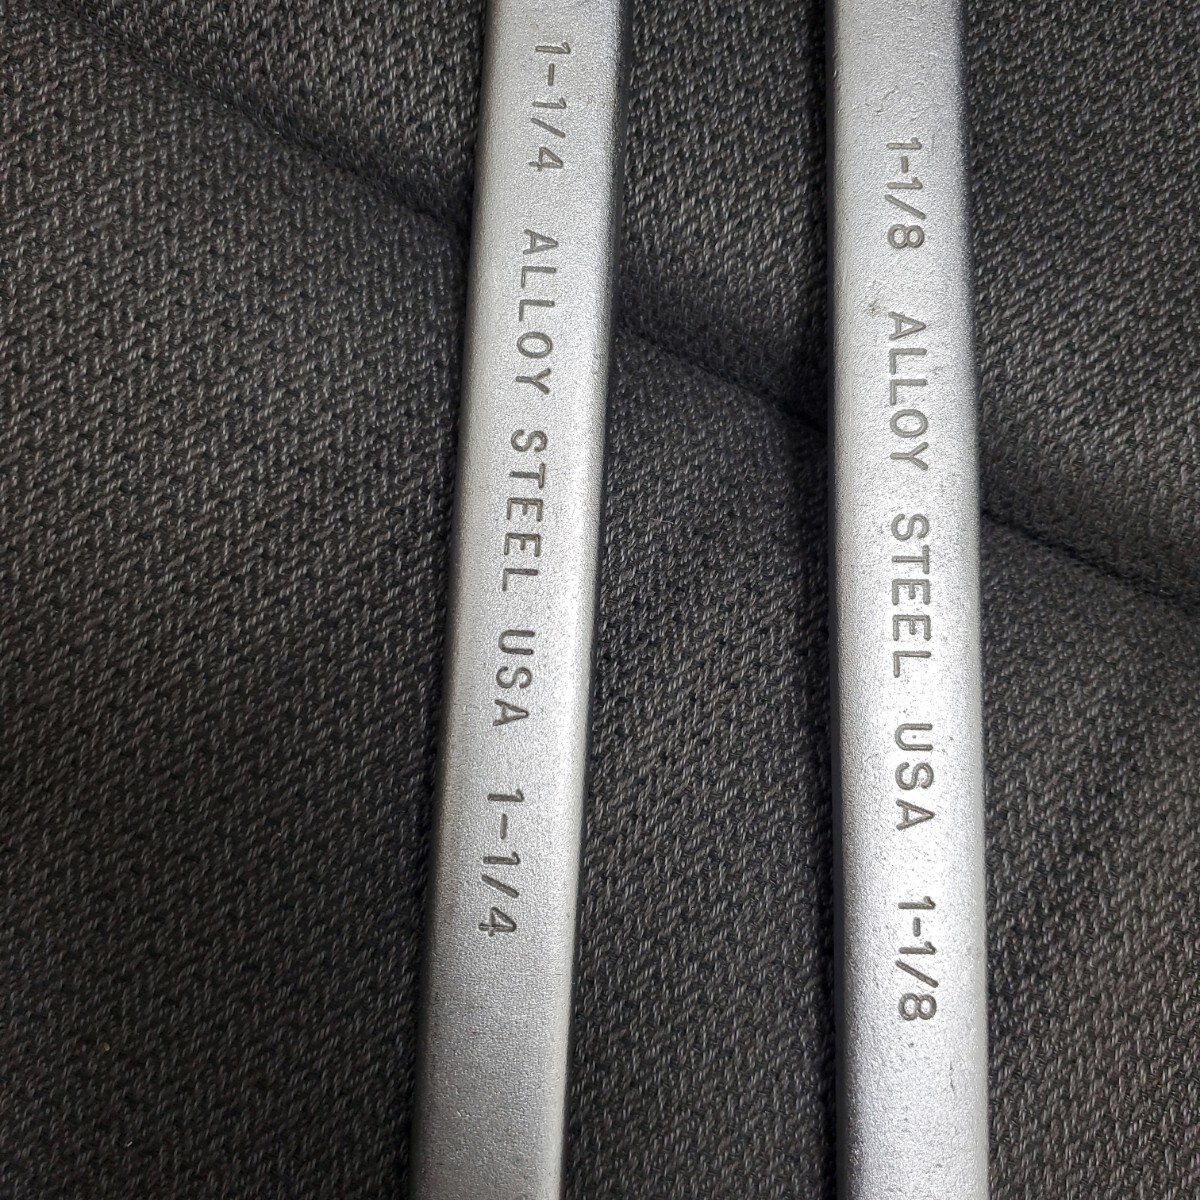 1-1/4 ALLOY STEEL USA 1-1/4
1-1/8 ALLOY STEEL USA 1-1/8